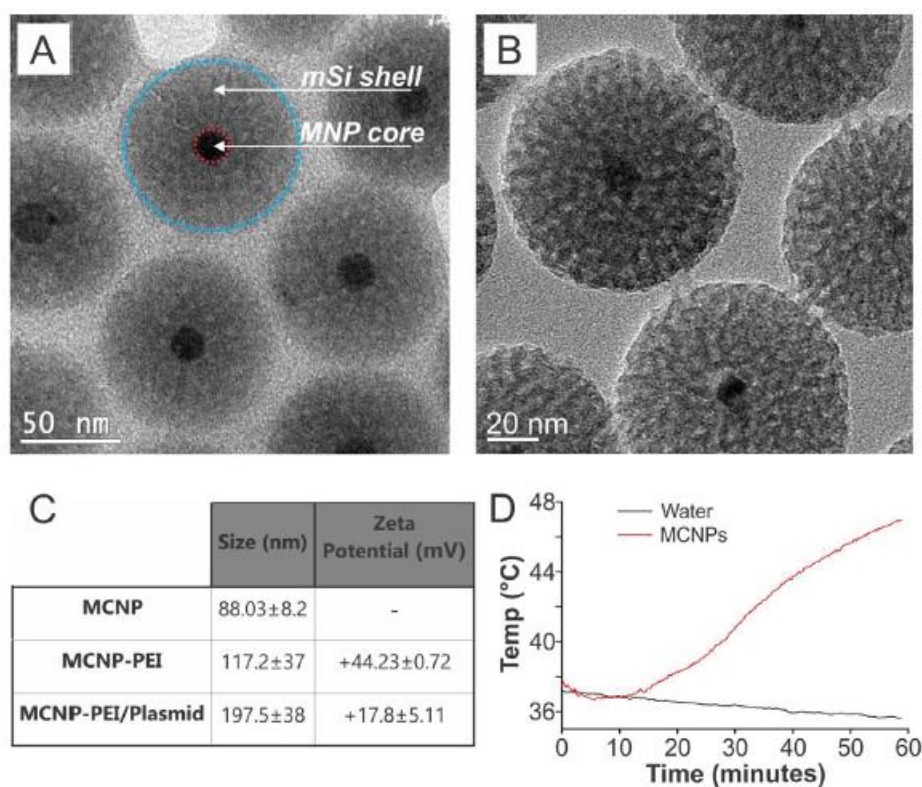 A
mSi shell
MNP core
50 nm
B
20 nm
C
Size (nm)
Zeta
Potential (mV)
MCNP
88.03±8.2
-
MCNP-PEI
117.2±37
+44.23±0.72
MCNP-PEI/Plasmid
197.5±38
+17.8±5.11
D
Water
MCNPs
Temp (°C)
48
44
40
36
0 10 20 30 40 50 60
Time (minutes)